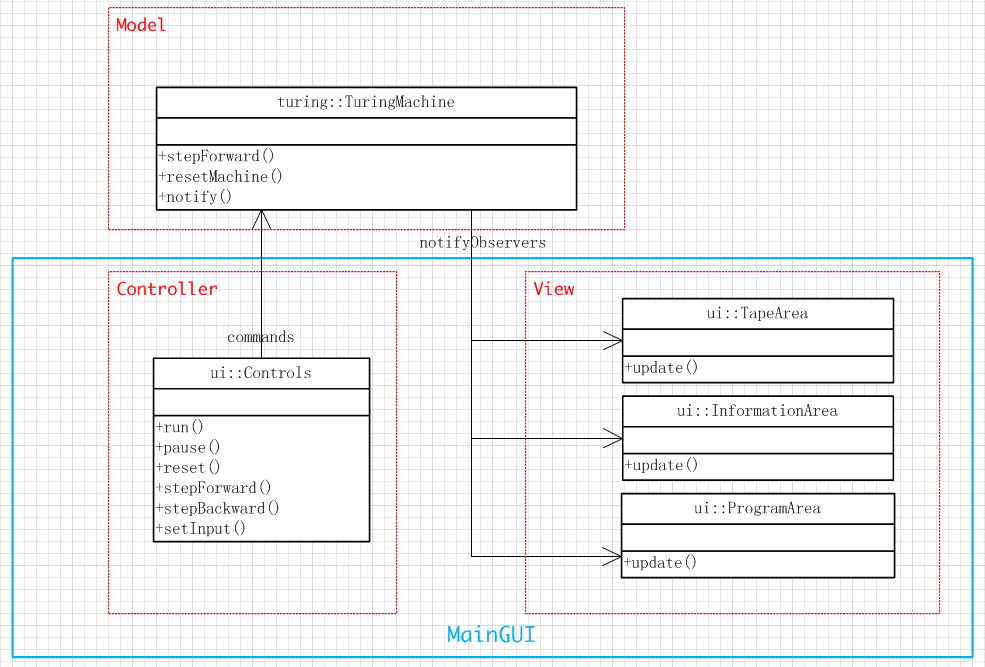 Model
turing::TuringMachine
+stepForward()
+resetMachine()
+notify()
notifyObservers
Controller
commands
ui::Controls
+run()
+pause()
+reset()
+stepForward()
+stepBackward()
+setInput()
View
ui::TapeArea
+update()
ui::InformationArea
+update()
ui::ProgramArea
+update()
MainGUI